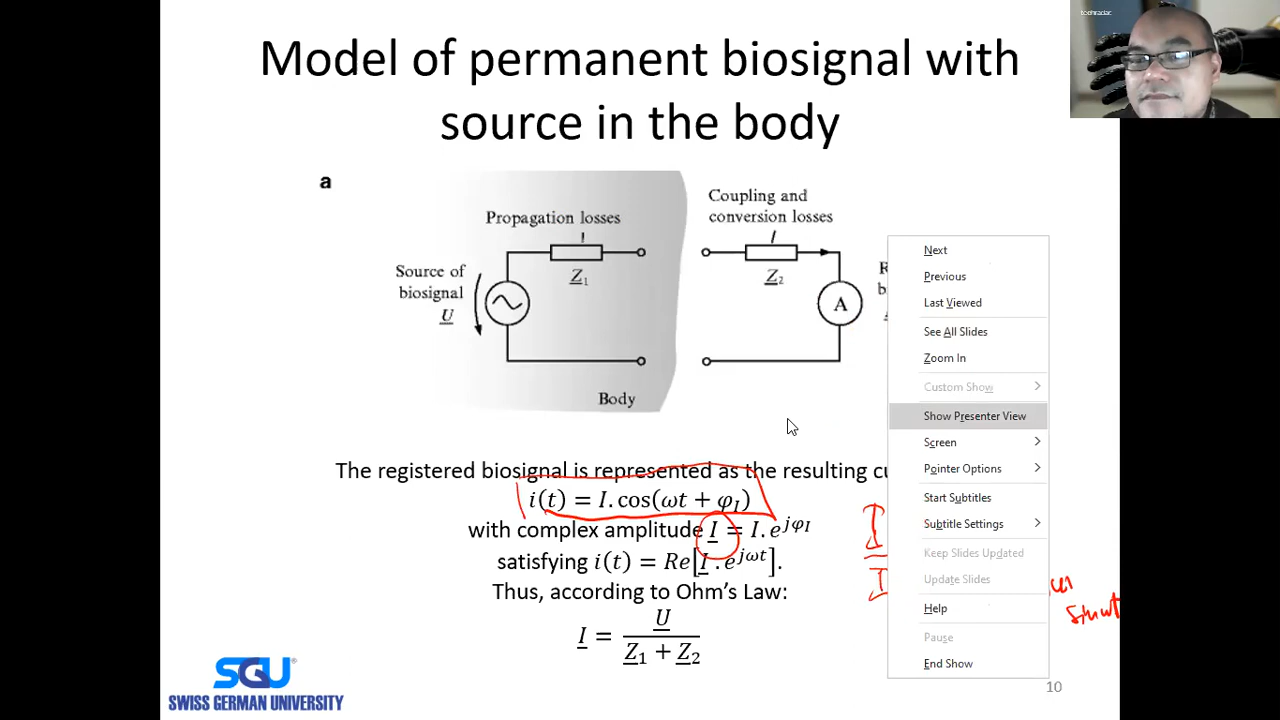 techradar
Model of permanent biosignal with
source in the body
a
Propagation losses
Coupling and
conversion losses
Source of
biosignal
U
Z₁
Z₂
A
Body
Next
Previous
Last Viewed
See All Slides
Zoom In
Custom Show
Show Presenter View
Screen
Pointer Options
Start Subtitles
Subtitle Settings
Keep Slides Updated
Update Slides
Help
Pause
End Show
The registered biosignal is represented as the resulting cu
i(t) = I.cos(ωt + φ_I)
with complex amplitude I = I.e^{jφ_I}
satisfying i(t) = Re[I.e^{jωt}].
Thus, according to Ohm's Law:
I = U / (Z₁ + Z₂)
I
I
sinωt
SGU
SWISS GERMAN UNIVERSITY
10